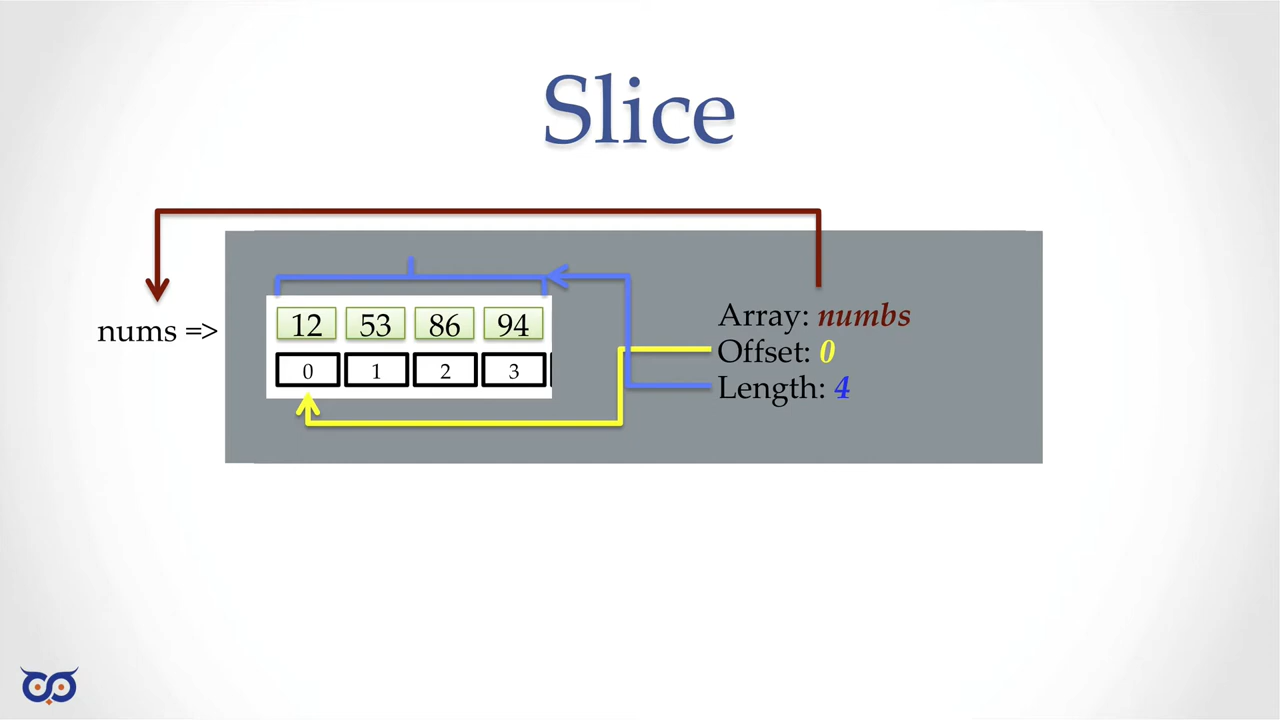 Slice
nums =>
12 53 86 94
0 1 2 3
Array: numbs
Offset: 0
Length: 4